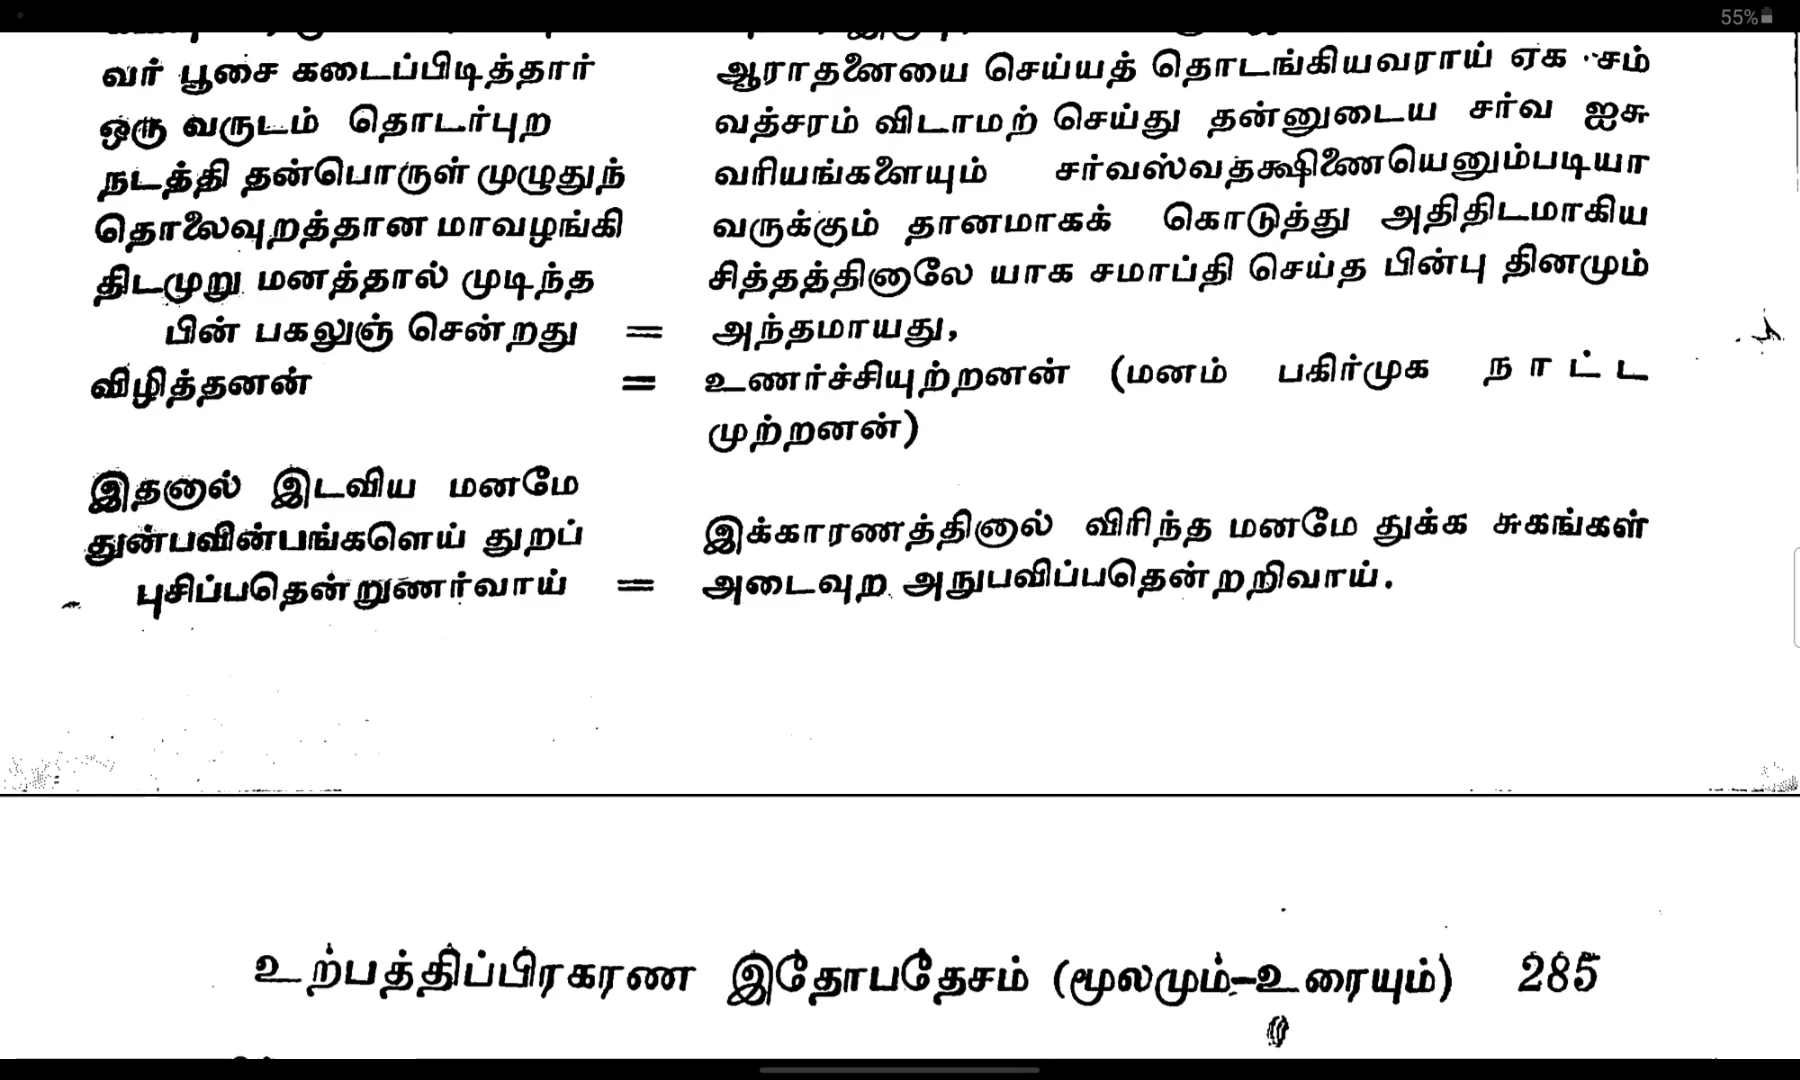 55%
வர் பூசை கடைப்பிடித்தார்
ஒரு வருடம் தொடர்புற
நடத்தி தன்பொருள் முழுதுந்
தொலைவுறத்தான மாவழங்கி
திடமுறு மனத்தால் முடிந்த
பின் பகலுஞ் சென்றது =
விழித்தனன் =
இதனால் இடவிய மனமே
துன்பவின்பங்களெய் துறப்
புசிப்பதென்றுணர்வாய் =
ஆராதனையை செய்யத் தொடங்கியவராய் ஏக சம்
வத்சரம் விடாமற் செய்து தன்னுடைய சர்வ ஐசு
வரியங்களையும் சர்வஸ்வதக்ஷிணையெனும்படியா
வருக்கும் தானமாகக் கொடுத்து அதிதிடமாகிய
சித்தத்தினாலே யாக சமாப்தி செய்த பின்பு தினமும்
அந்தமாயது,
உணர்ச்சியுற்றனன் (மனம் பகிர்முக நாட்ட
முற்றனன்)
இக்காரணத்தினால் விரிந்த மனமே துக்க சுகங்கள்
அடைவுற அநுபவிப்பதென்றறிவாய்.
உற்பத்திப்பிரகரண இதோபதேசம் (மூலமும்-உரையும்) 285